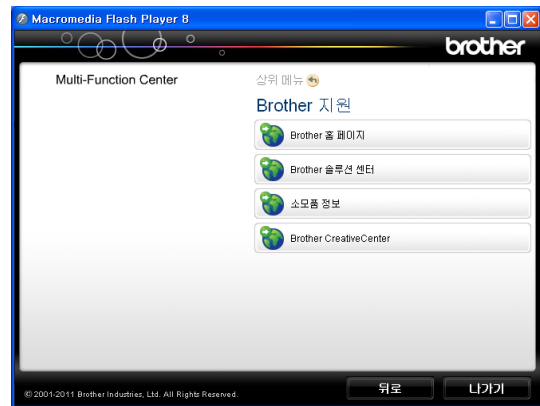 Macromedia Flash Player 8
brother
Multi-Function Center
상위 메뉴
Brother 지원
Brother 홈 페이지
Brother 솔루션 센터
소모품 정보
Brother CreativeCenter
뒤로
나가기
© 2001-2011 Brother Industries, Ltd. All Rights Reserved.